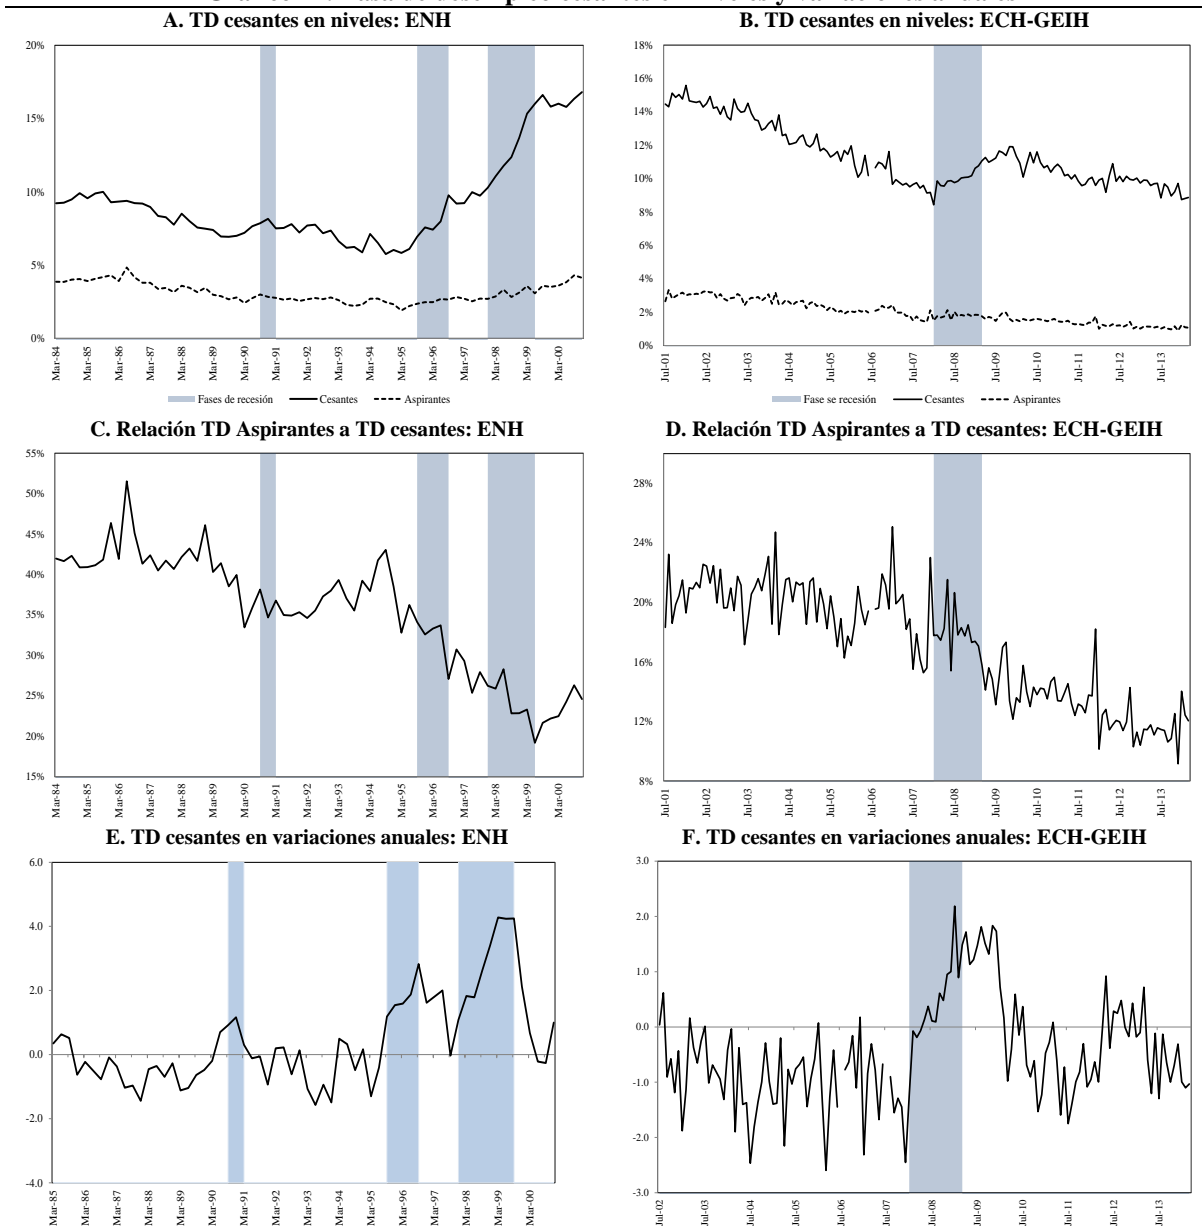 A. TD cesantes en niveles: ENH
20%
15%
10%
5%
0%
Mar-84
Mar-85
Mar-86
Mar-87
Mar-88
Mar-89
Mar-90
Mar-91
Mar-92
Mar-93
Mar-94
Mar-95
Mar-96
Mar-97
Mar-98
Mar-99
Mar-00
Fases de recesión Cesantes Aspirantes
B. TD cesantes en niveles: ECH-GEIH
18%
16%
14%
12%
10%
8%
6%
4%
2%
0%
Jul-01
Jul-02
Jul-03
Jul-04
Jul-05
Jul-06
Jul-07
Jul-08
Jul-09
Jul-10
Jul-11
Jul-12
Jul-13
Fase se recesión Cesantes Aspirantes
C. Relación TD Aspirantes a TD cesantes: ENH
55%
50%
45%
40%
35%
30%
25%
20%
15%
Mar-84
Mar-85
Mar-86
Mar-87
Mar-88
Mar-89
Mar-90
Mar-91
Mar-92
Mar-93
Mar-94
Mar-95
Mar-96
Mar-97
Mar-98
Mar-99
Mar-00
D. Relación TD Aspirantes a TD cesantes: ECH-GEIH
28%
24%
20%
16%
12%
8%
Jul-01
Jul-02
Jul-03
Jul-04
Jul-05
Jul-06
Jul-07
Jul-08
Jul-09
Jul-10
Jul-11
Jul-12
Jul-13
E. TD cesantes en variaciones anuales: ENH
6.0
4.0
2.0
0.0
-2.0
-4.0
Mar-85
Mar-86
Mar-87
Mar-88
Mar-89
Mar-90
Mar-91
Mar-92
Mar-93
Mar-94
Mar-95
Mar-96
Mar-97
Mar-98
Mar-99
Mar-00
F. TD cesantes en variaciones anuales: ECH-GEIH
3.0
2.0
1.0
0.0
-1.0
-2.0
-3.0
Jul-02
Jul-03
Jul-04
Jul-05
Jul-06
Jul-07
Jul-08
Jul-09
Jul-10
Jul-11
Jul-12
Jul-13